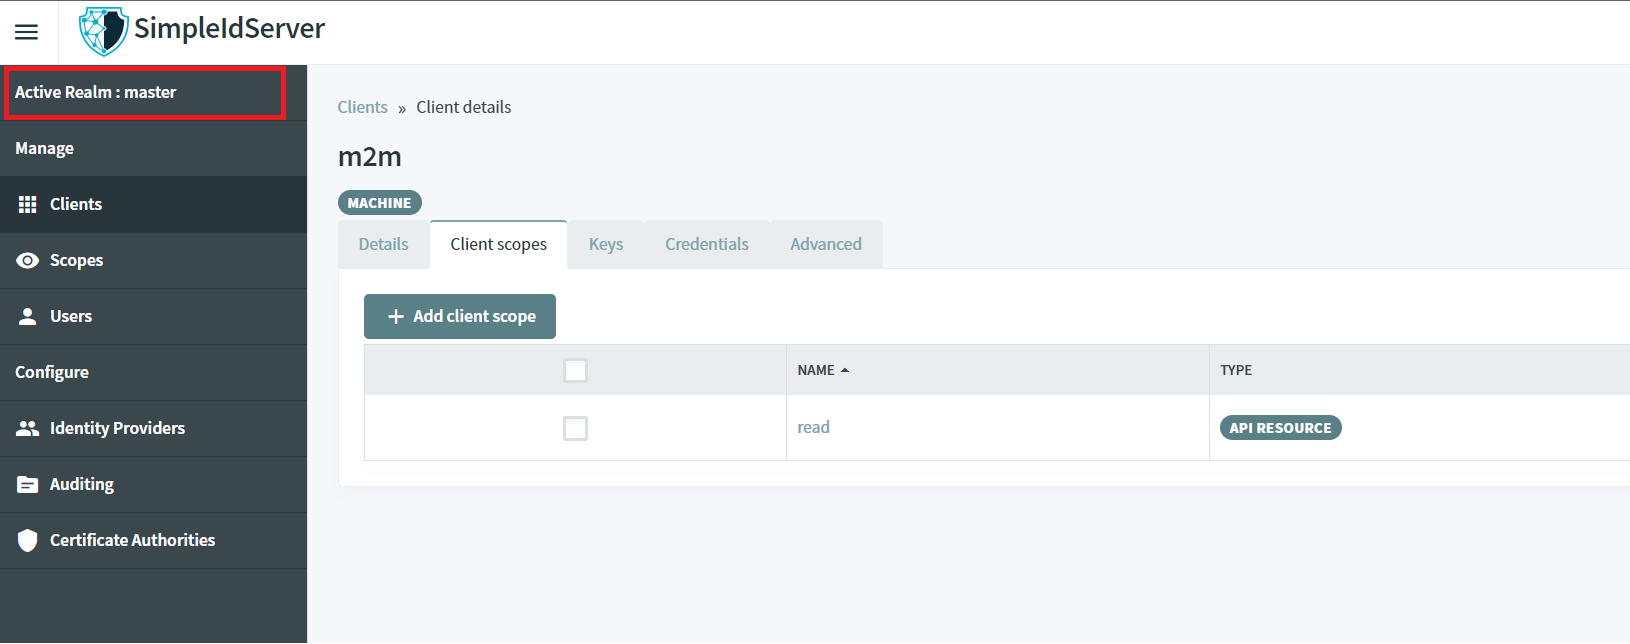 SimpleIdServer
Active Realm : master
Manage
Clients
Scopes
Users
Configure
Identity Providers
Auditing
Certificate Authorities
Clients » Client details
m2m
MACHINE
Details Client scopes Keys Credentials Advanced
+ Add client scope
NAME TYPE
read API RESOURCE